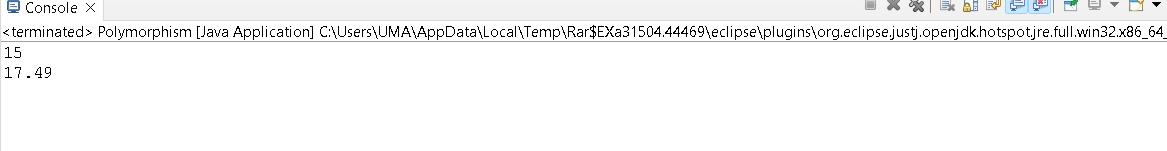 Console
<terminated> Polymorphism [Java Application] C:\Users\UMA\AppData\Local\Temp\Rar$EXa31504.44469\eclipse\plugins\org.eclipse.justj.openjdk.hotspot.jre.full.win32.x86_64_
15
17.49